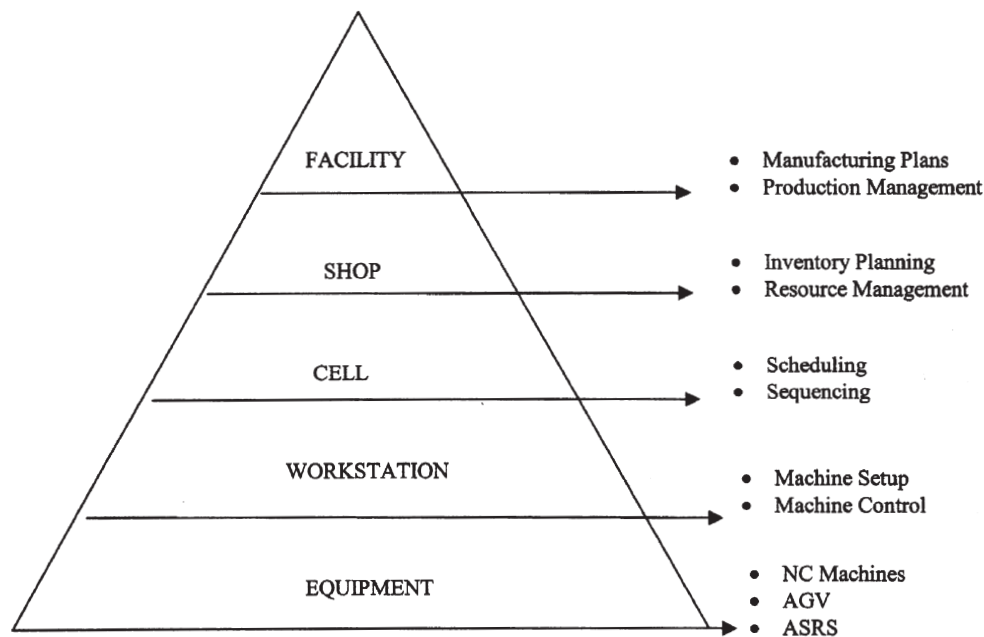 FACILITY
• Manufacturing Plans
• Production Management
SHOP
• Inventory Planning
• Resource Management
CELL
• Scheduling
• Sequencing
WORKSTATION
• Machine Setup
• Machine Control
EQUIPMENT
• NC Machines
• AGV
• ASRS